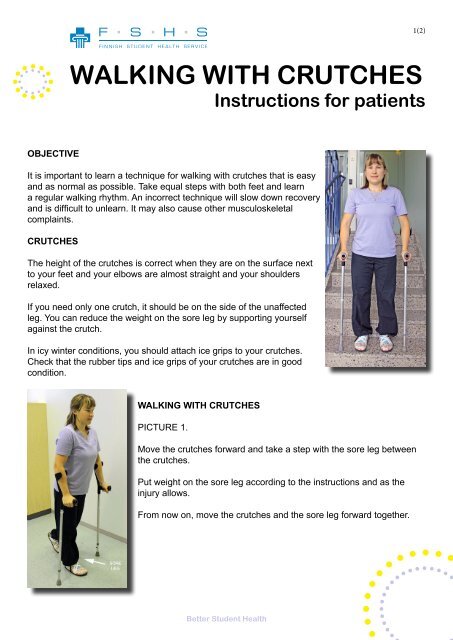 1(2)
F · S · H · S
FINNISH STUDENT HEALTH SERVICE
WALKING WITH CRUTCHES
Instructions for patients
OBJECTIVE
It is important to learn a technique for walking with crutches that is easy
and as normal as possible. Take equal steps with both feet and learn
a regular walking rhythm. An incorrect technique will slow down recovery
and is difficult to unlearn. It may also cause other musculoskeletal
complaints.
CRUTCHES
The height of the crutches is correct when they are on the surface next
to your feet and your elbows are almost straight and your shoulders
relaxed.
If you need only one crutch, it should be on the side of the unaffected
leg. You can reduce the weight on the sore leg by supporting yourself
against the crutch.
In icy winter conditions, you should attach ice grips to your crutches.
Check that the rubber tips and ice grips of your crutches are in good
condition.
WALKING WITH CRUTCHES
PICTURE 1.
Move the crutches forward and take a step with the sore leg between
the crutches.
Put weight on the sore leg according to the instructions and as the
injury allows.
From now on, move the crutches and the sore leg forward together.
SORE
LEG
Better Student Health